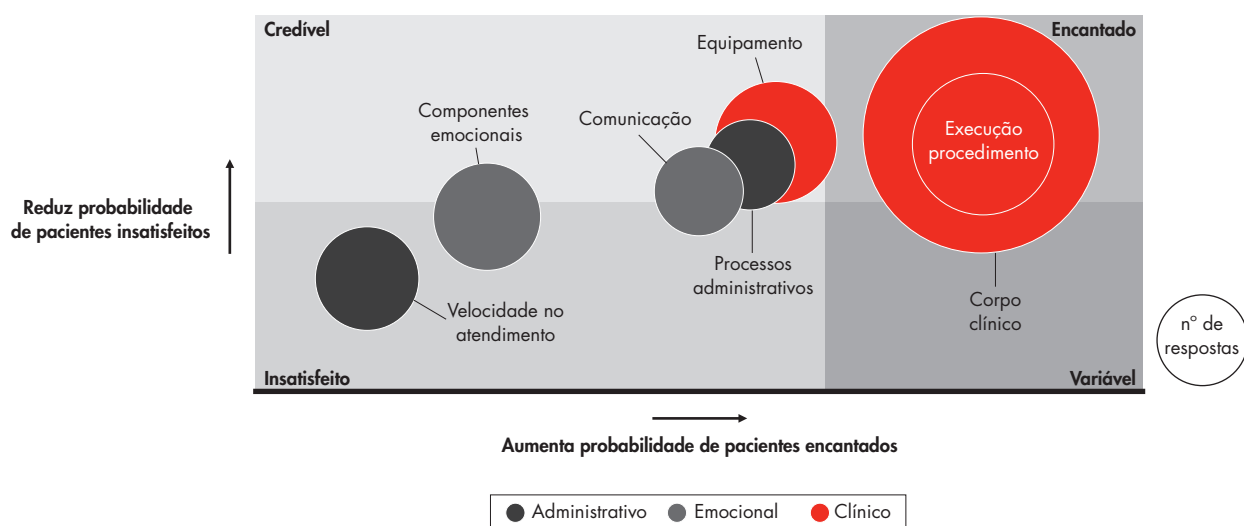 Credível
Encantado
Equipamento
Componentes
emocionais
Comunicação
Execução
procedimento
Reduz probabilidade
de pacientes insatisfeitos
Processos
administrativos
Velocidade no
atendimento
Corpo
clínico
nº de
respostas
Insatisfeito
Variável
Aumenta probabilidade de pacientes encantados
Administrativo Emocional Clínico